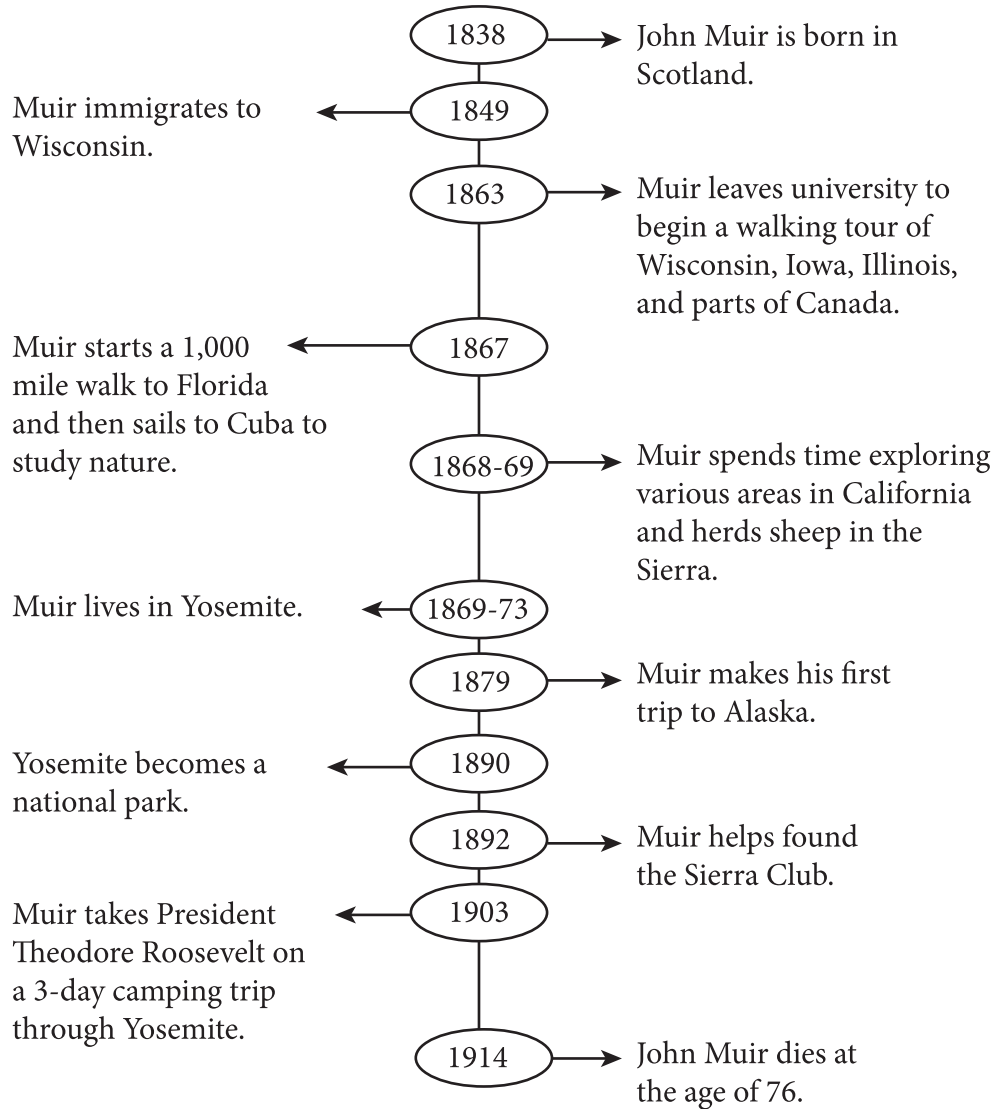 1838
John Muir is born in
Scotland.
Muir immigrates to
Wisconsin.
1849
1863
Muir leaves university to
begin a walking tour of
Wisconsin, Iowa, Illinois,
and parts of Canada.
Muir starts a 1,000
mile walk to Florida
and then sails to Cuba to
study nature.
1867
1868-69
Muir spends time exploring
various areas in California
and herds sheep in the
Sierra.
Muir lives in Yosemite.
1869-73
1879
Muir makes his first
trip to Alaska.
Yosemite becomes a
national park.
1890
1892
Muir helps found
the Sierra Club.
Muir takes President
Theodore Roosevelt on
a 3-day camping trip
through Yosemite.
1903
1914
John Muir dies at
the age of 76.